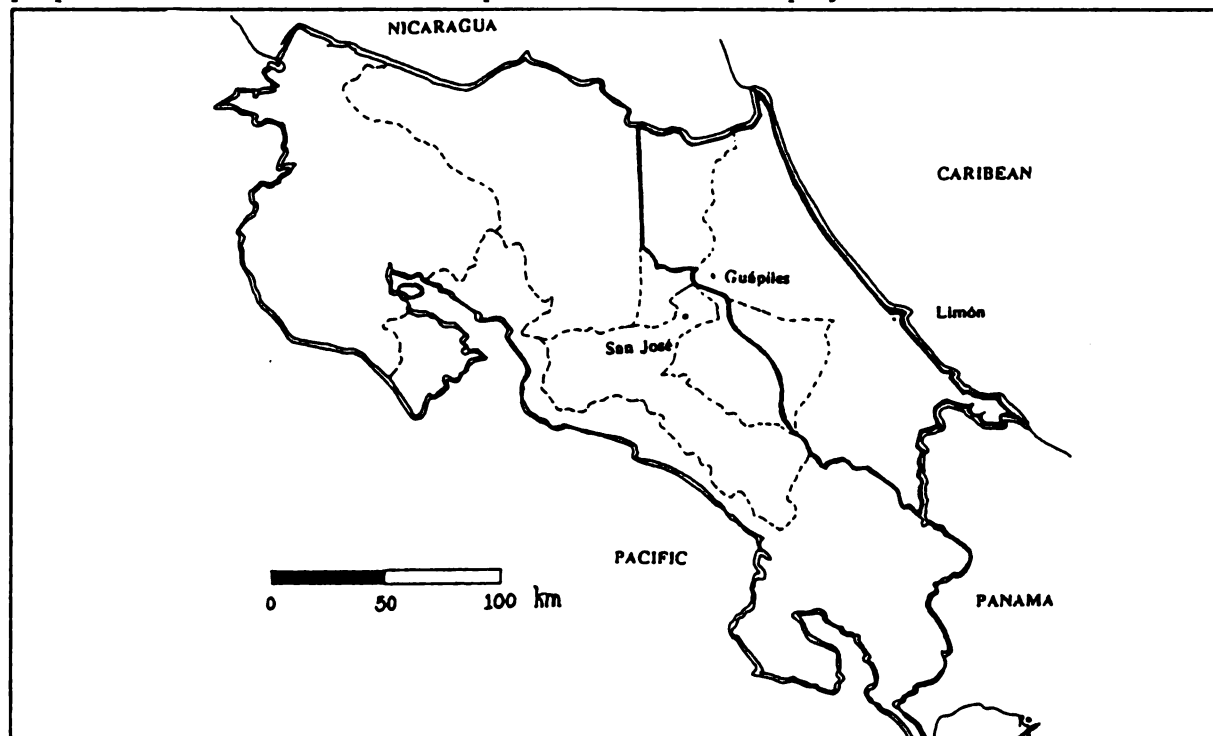 NICARAGUA
CARIBEAN
Guápiles
Limón
San José
PACIFIC
PANAMA
0 50 100 km